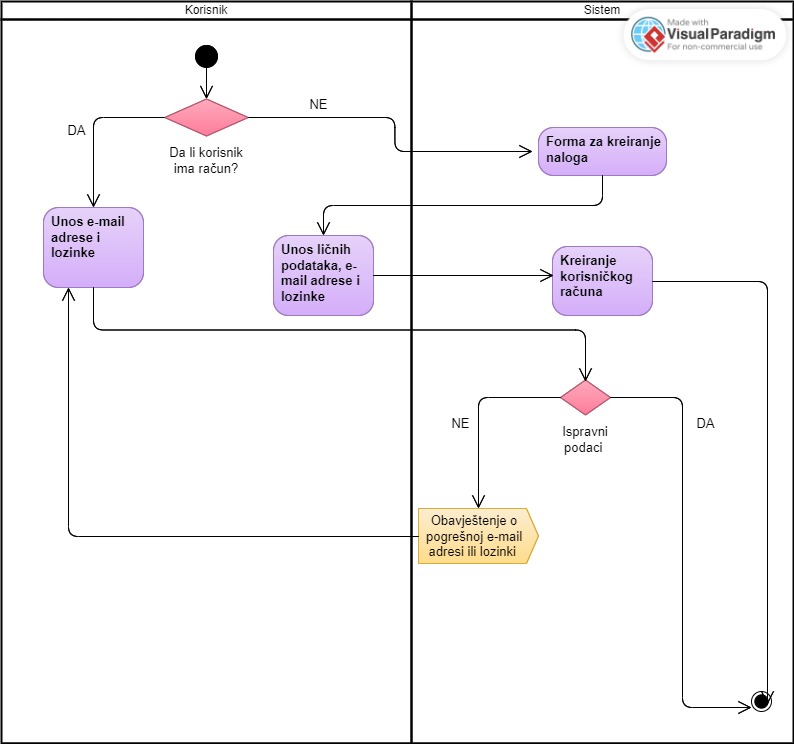 Korisnik
Sistem
Made with
VisualParadigm
For non-commercial use
NE
DA
Da li korisnik
ima račun?
Forma za kreiranje
naloga
Unos e-mail
adrese i
lozinke
Unos ličnih
podataka, e-
mail adrese i
lozinke
Kreiranje
korisničkog
računa
NE
DA
Ispravni
podaci
Obavještenje o
pogrešnoj e-mail
adresi ili lozinki